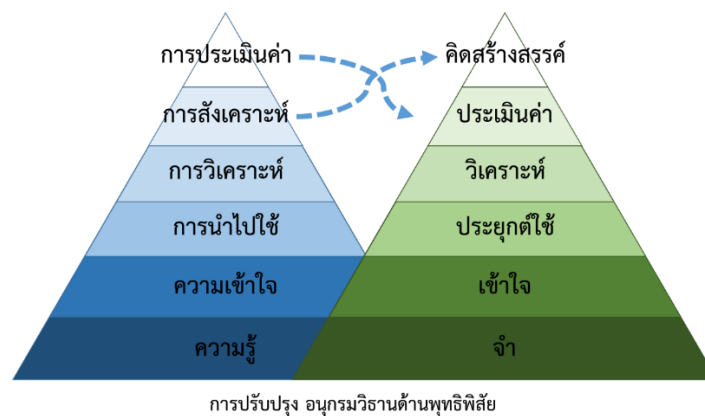 การประเมินค่า
การสังเคราะห์
การวิเคราะห์
การนำไปใช้
ความเข้าใจ
ความรู้
คิดสร้างสรรค์
ประเมินค่า
วิเคราะห์
ประยุกต์ใช้
เข้าใจ
จำ
การปรับปรุง อนุกรมวิธานด้านพุทธิพิสัย